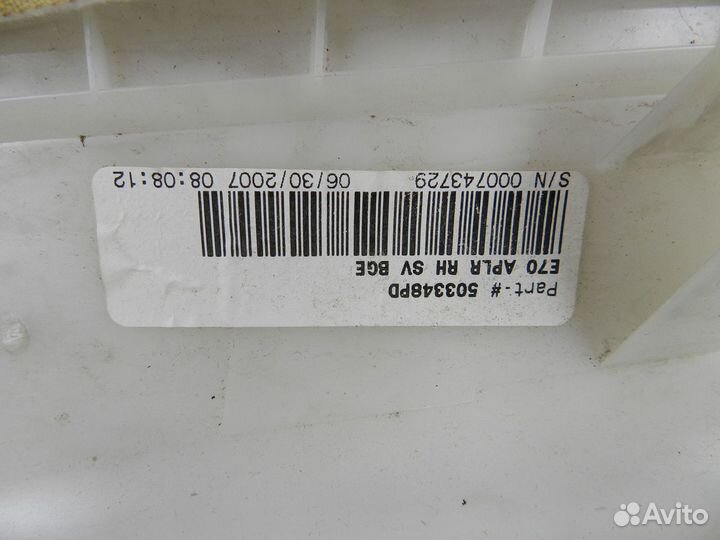 Part-# 503348PD
E70 APLR RH SV BGE
S/N 000743729 06/30/2007 08:08:12
Avito